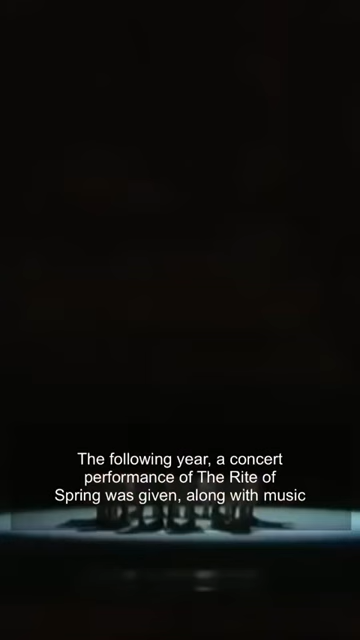 The following year, a concert
performance of The Rite of
Spring was given, along with music